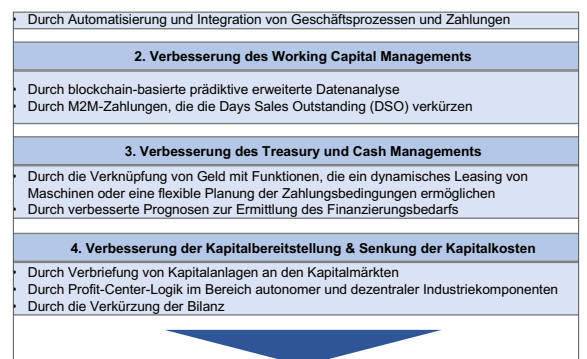 • Durch Automatisierung und Integration von Geschäftsprozessen und Zahlungen
2. Verbesserung des Working Capital Managements
• Durch blockchain-basierte prädiktive erweiterte Datenanalyse
• Durch M2M-Zahlungen, die die Days Sales Outstanding (DSO) verkürzen
3. Verbesserung des Treasury und Cash Managements
• Durch die Verknüpfung von Geld mit Funktionen, die ein dynamisches Leasing von
Maschinen oder eine flexible Planung der Zahlungsbedingungen ermöglichen
• Durch verbesserte Prognosen zur Ermittlung des Finanzierungsbedarfs
4. Verbesserung der Kapitalbereitstellung & Senkung der Kapitalkosten
• Durch Verbriefung von Kapitalanlagen an den Kapitalmärkten
• Durch Profit-Center-Logik im Bereich autonomer und dezentraler Industriekomponenten
• Durch die Verkürzung der Bilanz